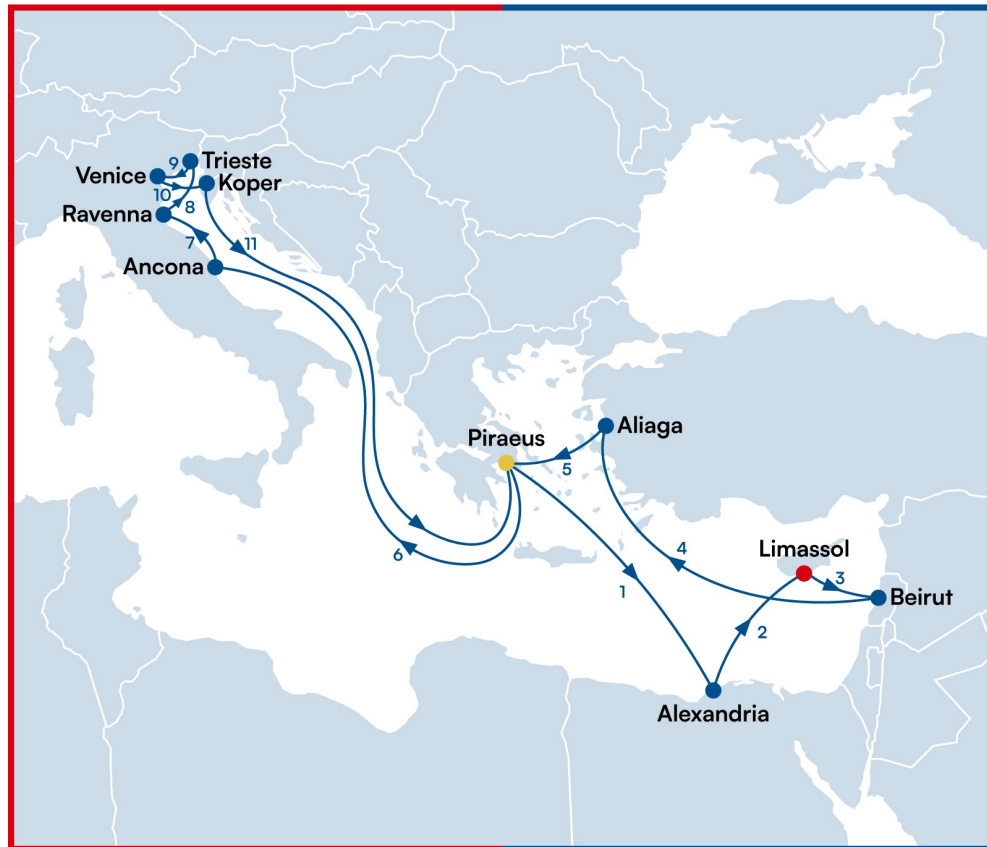 9
Trieste
Venice
Koper
10
8
Ravenna
7
11
Ancona
Aliaga
Piraeus
5
6
4
Limassol
3
1
Beirut
2
Alexandria